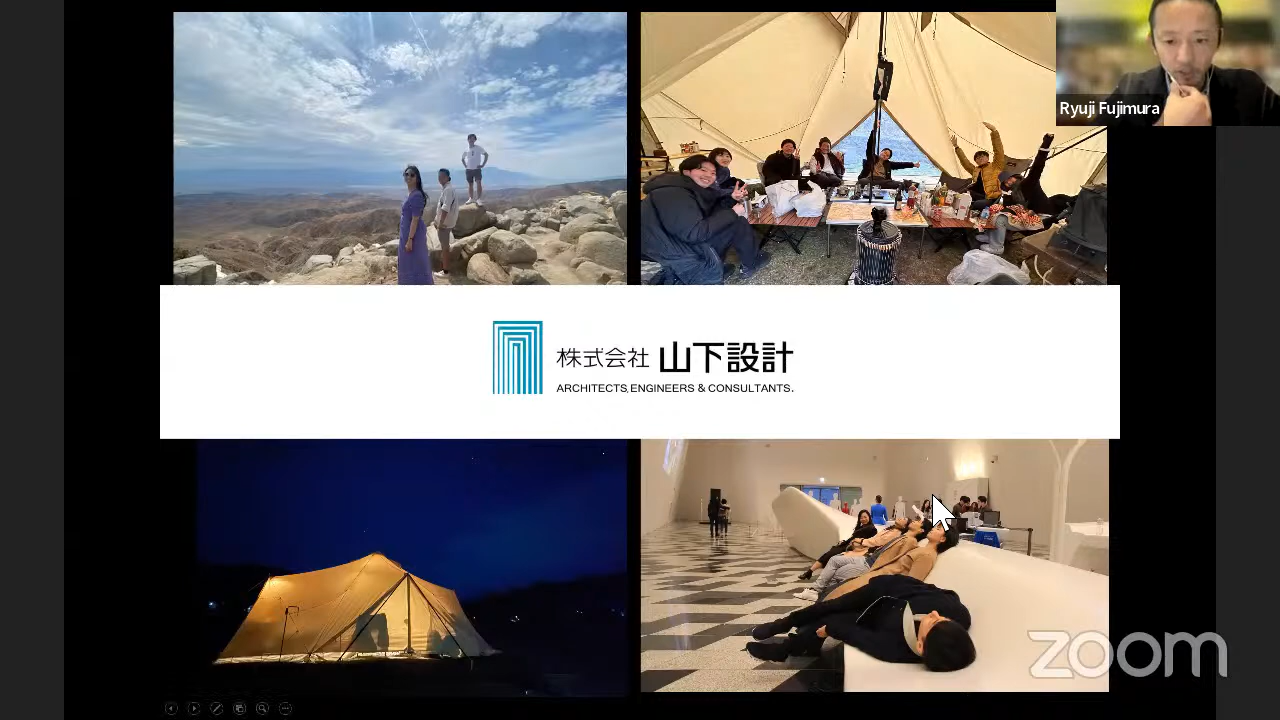 Ryuji Fujimura
株式会社 山下設計
ARCHITECTS, ENGINEERS & CONSULTANTS.
zoom